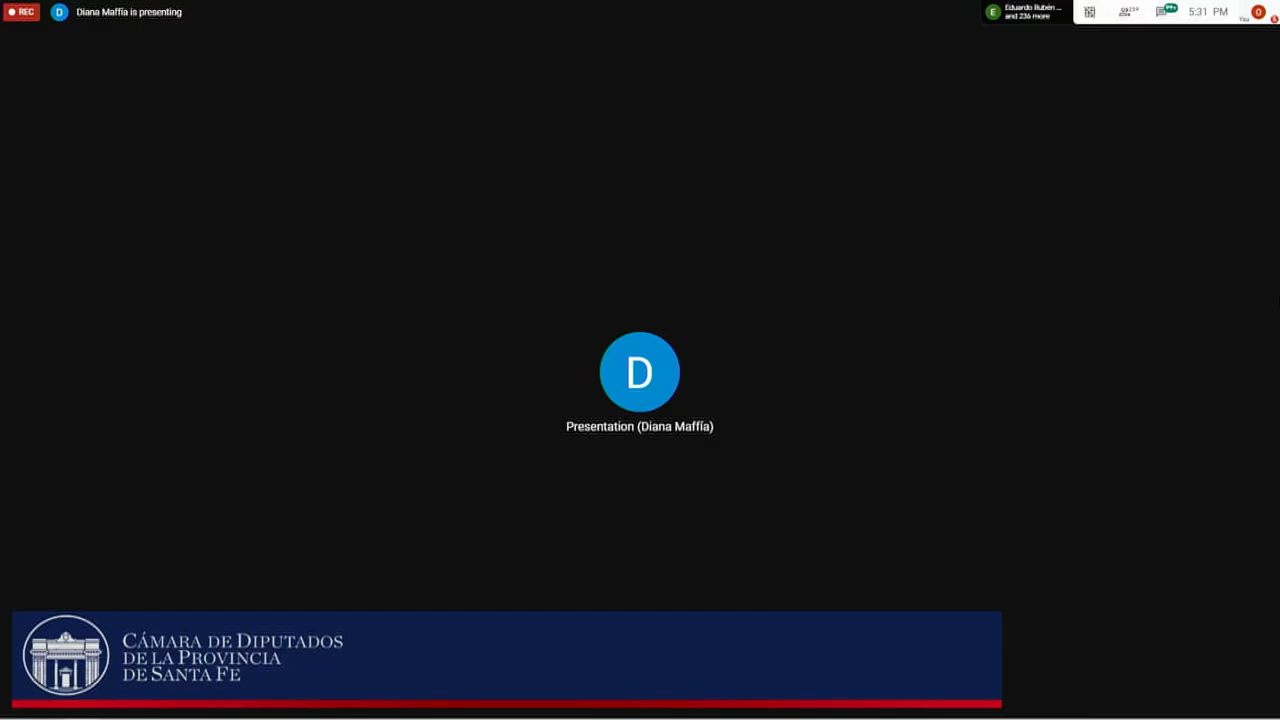 REC
D
Diana Maffía is presenting
E
Eduardo Rubén ...
and 236 more
99+
5:31 PM
You
O
D
Presentation (Diana Maffía)
CÁMARA DE DIPUTADOS
DE LA PROVINCIA
DE SANTA FE